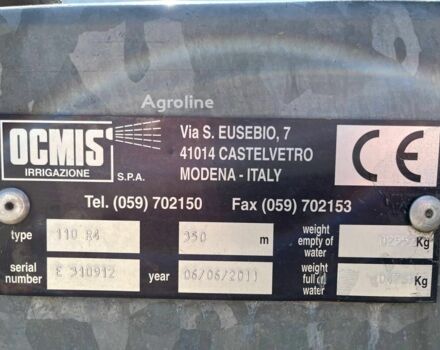 Agroline
OCMIS
IRRIGAZIONE
S.P.A.
Via S. EUSEBIO, 7
41014 CASTELVETRO
MODENA - ITALY
CE
Tel. (059) 702150 Fax (059) 702153
type 110 R4 350 m weight empty of water Kg
serial number E 310912 year 06/06/2011 weight full of water Kg